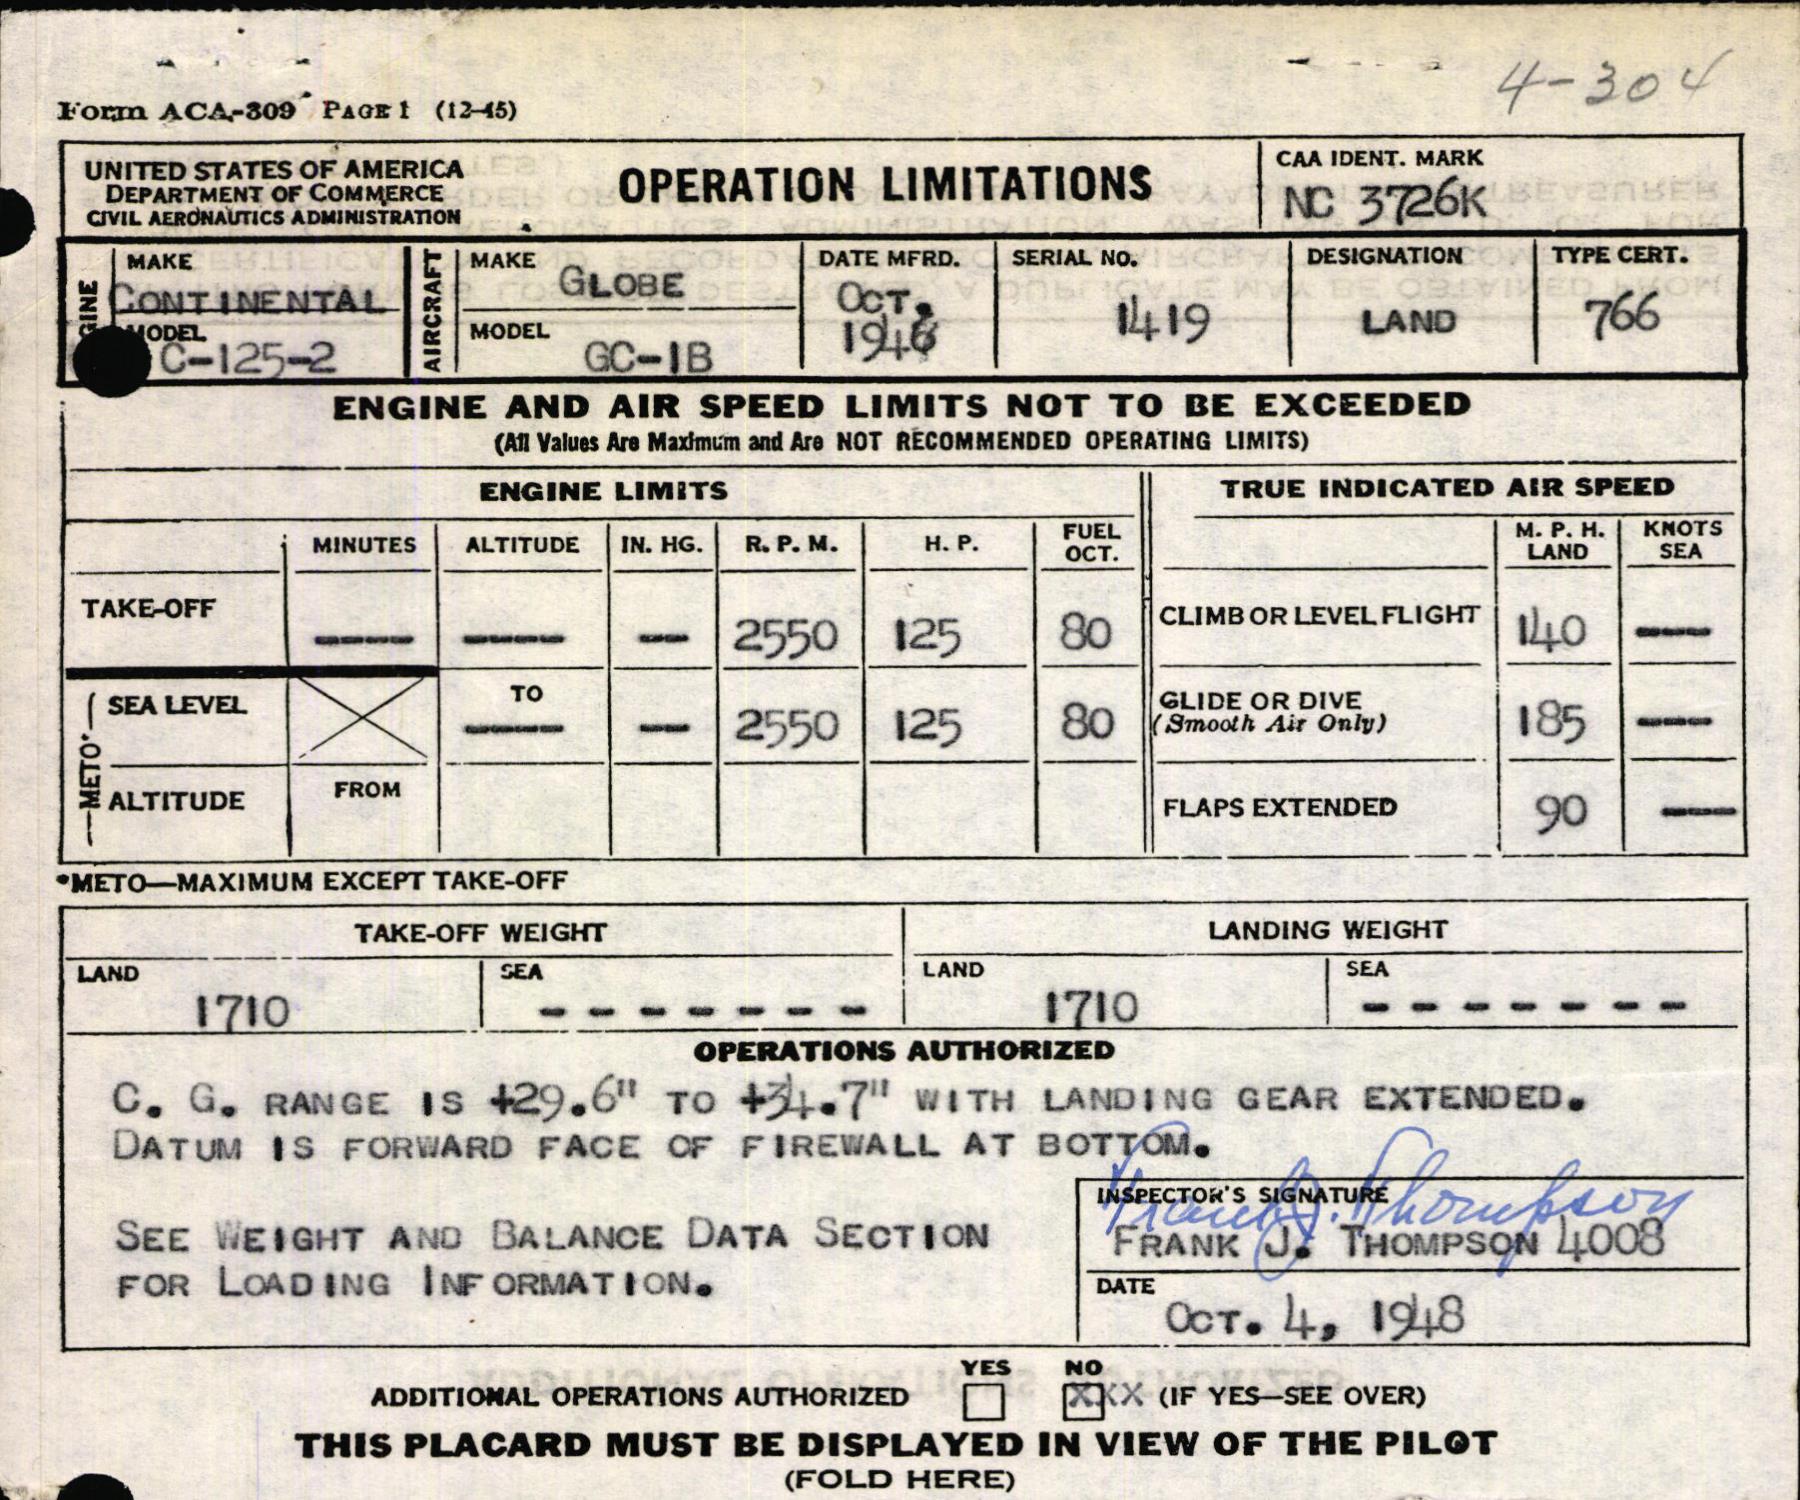 4-304
Form ACA-309 PAGE 1 (12-45)
UNITED STATES OF AMERICA
DEPARTMENT OF COMMERCE
CIVIL AERONAUTICS ADMINISTRATION
OPERATION LIMITATIONS
CAA IDENT. MARK
NC 3726K
MAKE
CONTINENTAL
MODEL
C-125-2
AIRCRAFT
MAKE
GLOBE
MODEL
GC-1B
DATE MFRD.
OCT.
1946
SERIAL NO.
1419
DESIGNATION
LAND
TYPE CERT.
766
ENGINE AND AIR SPEED LIMITS NOT TO BE EXCEEDED
(All Values Are Maximum and Are NOT RECOMMENDED OPERATING LIMITS)
ENGINE LIMITS
TRUE INDICATED AIR SPEED
MINUTES ALTITUDE IN. HG. R. P. M. H. P. FUEL OCT. M. P. H. LAND KNOTS SEA
TAKE-OFF ---- ---- -- 2550 125 80 CLIMB OR LEVEL FLIGHT 140 ---
METO*
SEA LEVEL TO ---- -- 2550 125 80 GLIDE OR DIVE (Smooth Air Only) 185 ---
ALTITUDE FROM FLAPS EXTENDED 90 ---
*METO—MAXIMUM EXCEPT TAKE-OFF
TAKE-OFF WEIGHT LANDING WEIGHT
LAND SEA LAND SEA
1710 - - - - - - - 1710 - - - - - - -
OPERATIONS AUTHORIZED
C. G. RANGE IS +29.6" TO +34.7" WITH LANDING GEAR EXTENDED.
DATUM IS FORWARD FACE OF FIREWALL AT BOTTOM.
SEE WEIGHT AND BALANCE DATA SECTION
FOR LOADING INFORMATION.
INSPECTOR'S SIGNATURE
Frank J. Thompson
FRANK J. THOMPSON 4008
DATE
OCT. 4, 1948
YES NO
ADDITIONAL OPERATIONS AUTHORIZED XXX (IF YES—SEE OVER)
THIS PLACARD MUST BE DISPLAYED IN VIEW OF THE PILOT
(FOLD HERE)